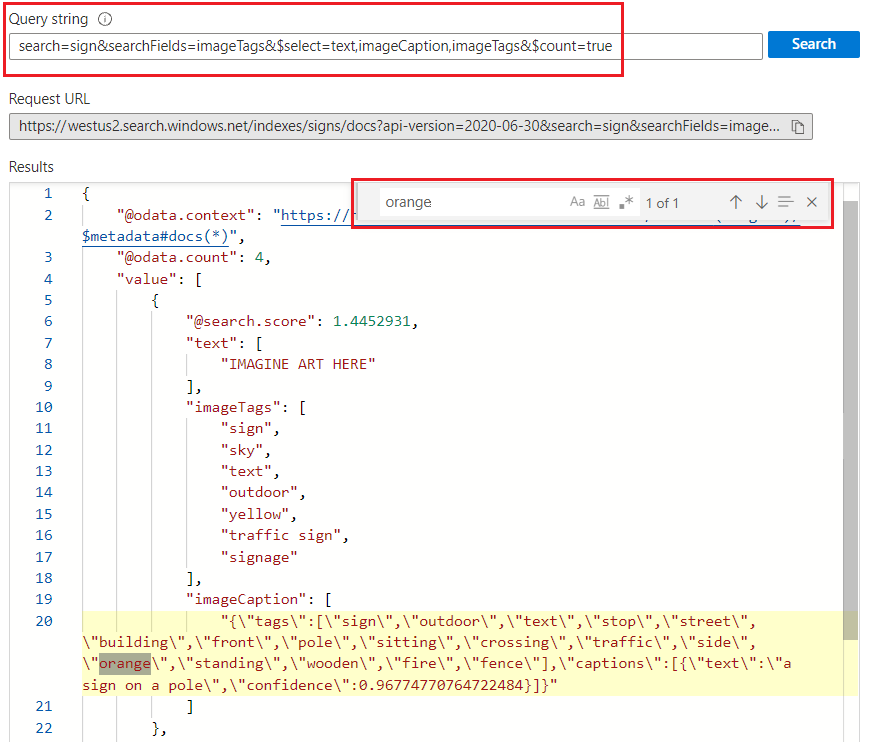 Query string
search=sign&searchFields=imageTags&$select=text,imageCaption,imageTags&$count=true
Search
Request URL
https://westus2.search.windows.net/indexes/signs/docs?api-version=2020-06-30&search=sign&searchFields=image...
Results
orange Aa Abl .* 1 of 1
1 {
2 "@odata.context": "https://
$metadata#docs(*)",
3 "@odata.count": 4,
4 "value": [
5 {
6 "@search.score": 1.4452931,
7 "text": [
8 "IMAGINE ART HERE"
9 ],
10 "imageTags": [
11 "sign",
12 "sky",
13 "text",
14 "outdoor",
15 "yellow",
16 "traffic sign",
17 "signage"
18 ],
19 "imageCaption": [
20 "{\"tags\":[\"sign\",\"outdoor\",\"text\",\"stop\",\"street\",
\"building\",\"front\",\"pole\",\"sitting\",\"crossing\",\"traffic\",\"side\",
\"orange\",\"standing\",\"wooden\",\"fire\",\"fence\"],\"captions\":[{\"text\":\"a
sign on a pole\",\"confidence\":0.96774770764722484}]}"
21 ]
22 },